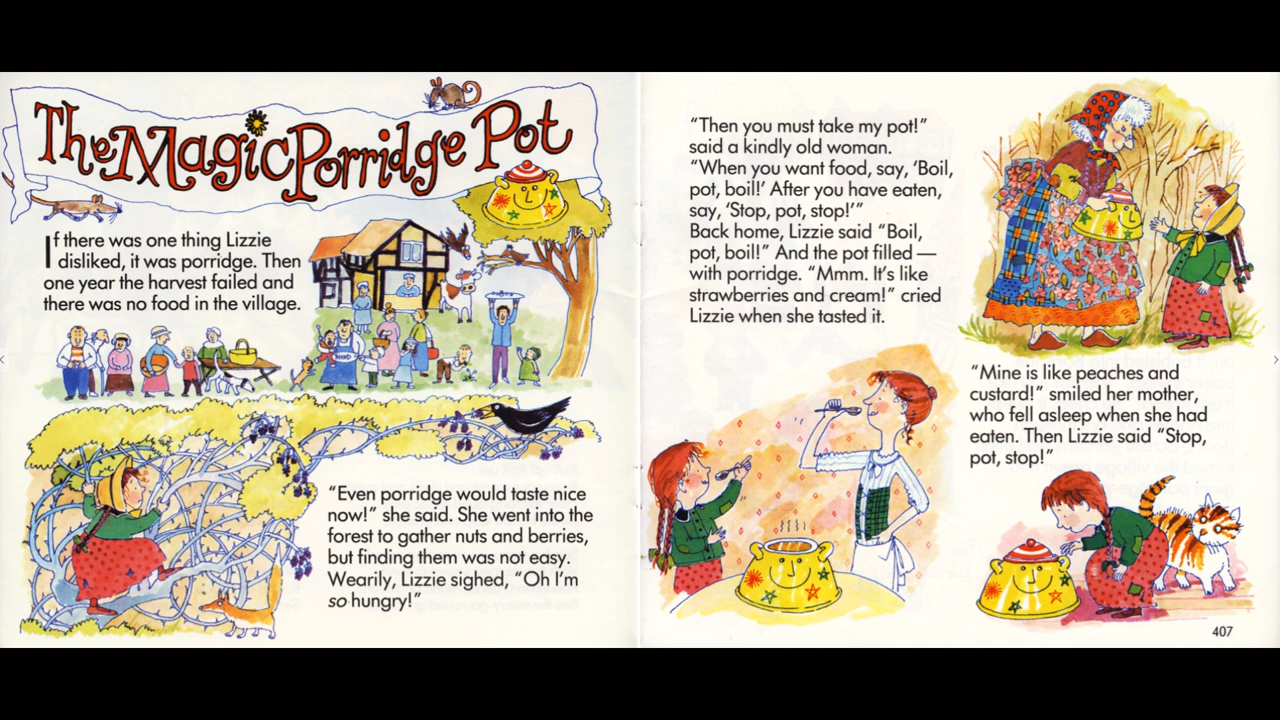 The Magic Porridge Pot
If there was one thing Lizzie
disliked, it was porridge. Then
one year the harvest failed and
there was no food in the village.
“Even porridge would taste nice
now!” she said. She went into the
forest to gather nuts and berries,
but finding them was not easy.
Wearily, Lizzie sighed, “Oh I’m
so hungry!”
“Then you must take my pot!”
said a kindly old woman.
“When you want food, say, ‘Boil,
pot, boil!’ After you have eaten,
say, ‘Stop, pot, stop!’”
Back home, Lizzie said “Boil,
pot, boil!” And the pot filled —
with porridge. “Mmm. It’s like
strawberries and cream!” cried
Lizzie when she tasted it.
“Mine is like peaches and
custard!” smiled her mother,
who fell asleep when she had
eaten. Then Lizzie said “Stop,
pot, stop!”
407